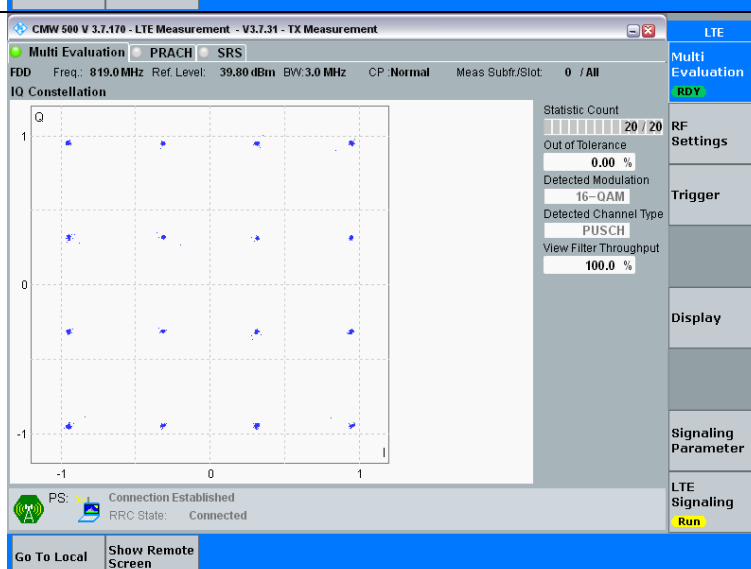 CMW 500 V 3.7.170 - LTE Measurement - V3.7.31 - TX Measurement
LTE
Multi Evaluation PRACH SRS
Multi Evaluation
RDY
FDD Freq.: 819.0 MHz Ref. Level: 39.80 dBm BW: 3.0 MHz CP : Normal Meas Subfr./Slot: 0 / All
IQ Constellation
Q
1
0
-1
-1 0 1
I
Statistic Count
20 / 20
Out of Tolerance
0.00 %
Detected Modulation
16-QAM
Detected Channel Type
PUSCH
View Filter Throughput
100.0 %
RF
Settings
Trigger
Display
Signaling
Parameter
LTE
Signaling
Run
PS: Connection Established
RRC State: Connected
Go To Local
Show Remote
Screen